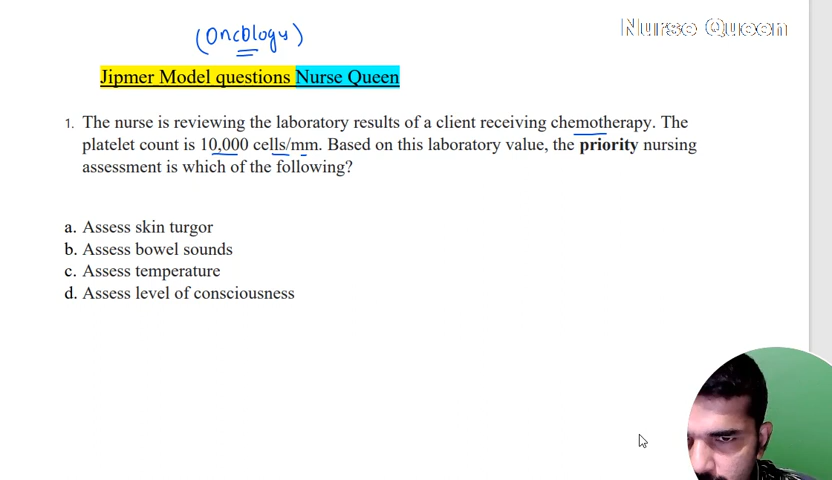 (Oncology)
Nurse Queen
Jipmer Model questions Nurse Queen
1. The nurse is reviewing the laboratory results of a client receiving chemotherapy. The
platelet count is 10,000 cells/mm. Based on this laboratory value, the priority nursing
assessment is which of the following?
a. Assess skin turgor
b. Assess bowel sounds
c. Assess temperature
d. Assess level of consciousness